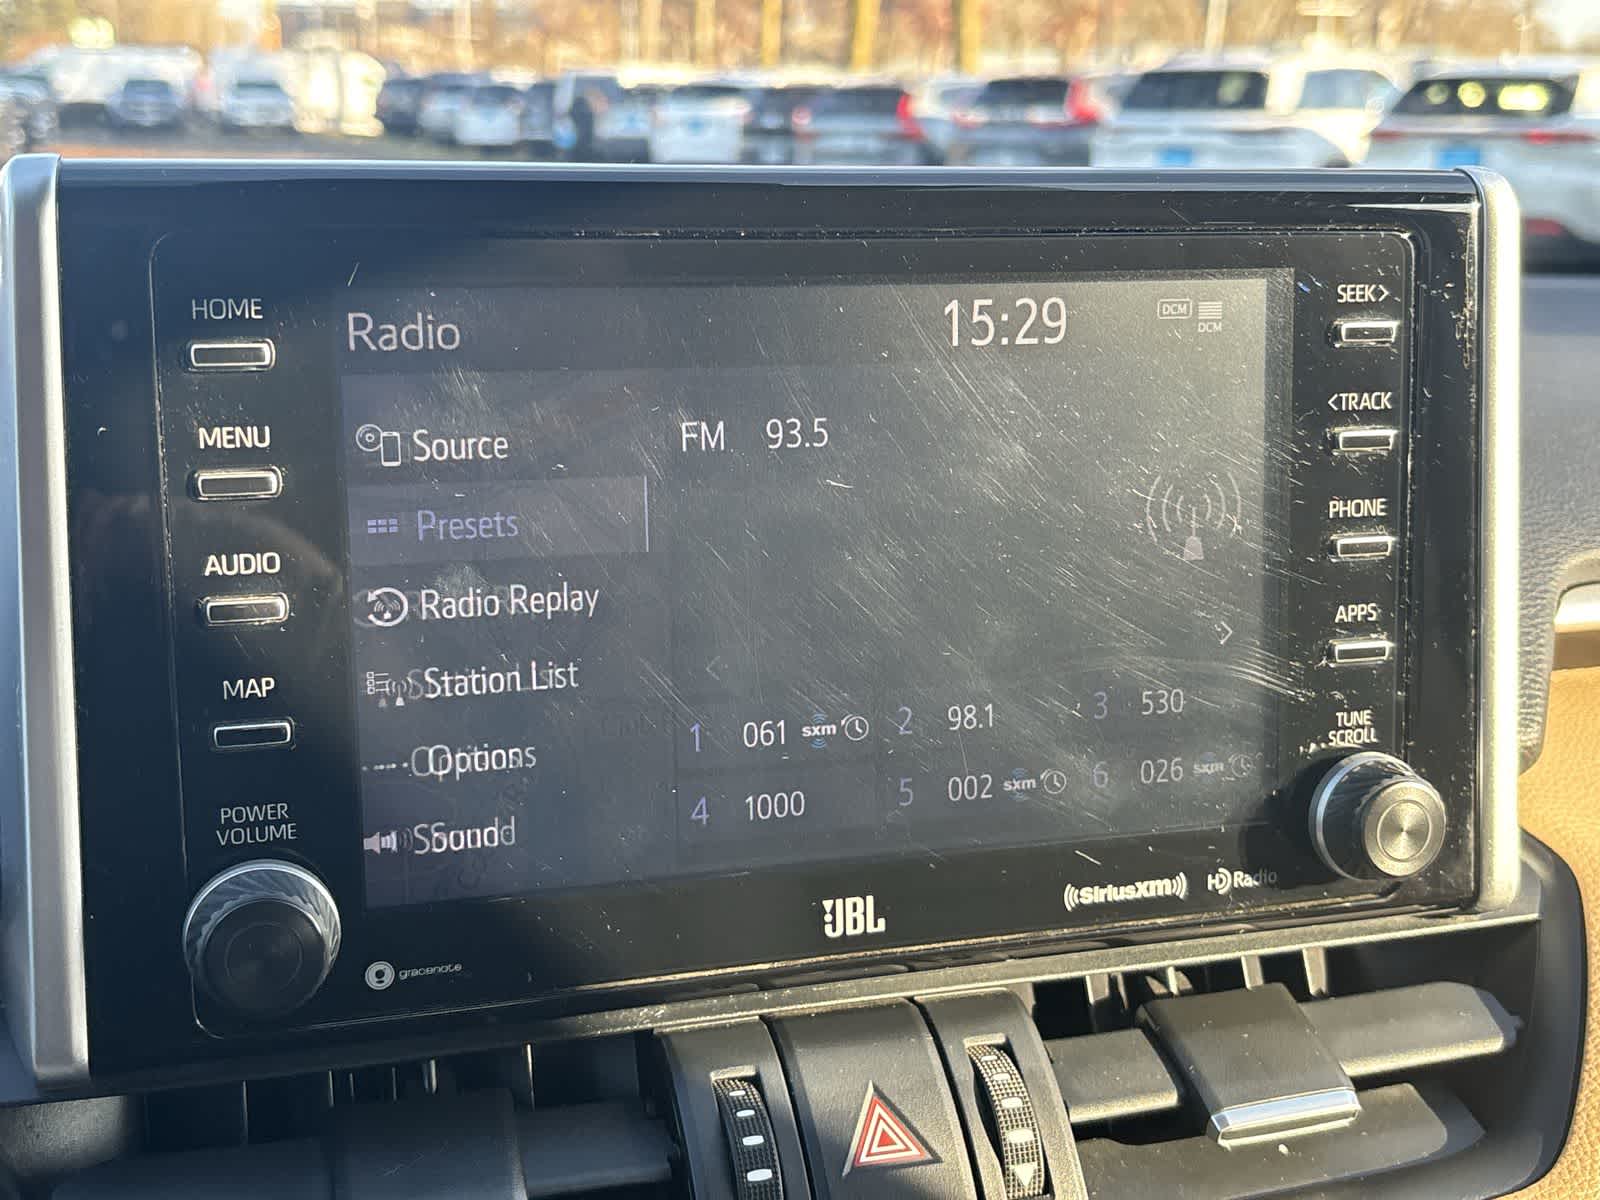 HOME
MENU
AUDIO
MAP
POWER
VOLUME
Radio
15:29
DCM
DCM
Source
Presets
Radio Replay
Station List
Options
Sound
FM 93.5
1 061 sxm
2 98.1
3 530
4 1000
5 002 sxm
6 026 sxm
SEEK>
<TRACK
PHONE
APPS
TUNE
SCROLL
gracenote
JBL
((SiriusXM))
HD Radio